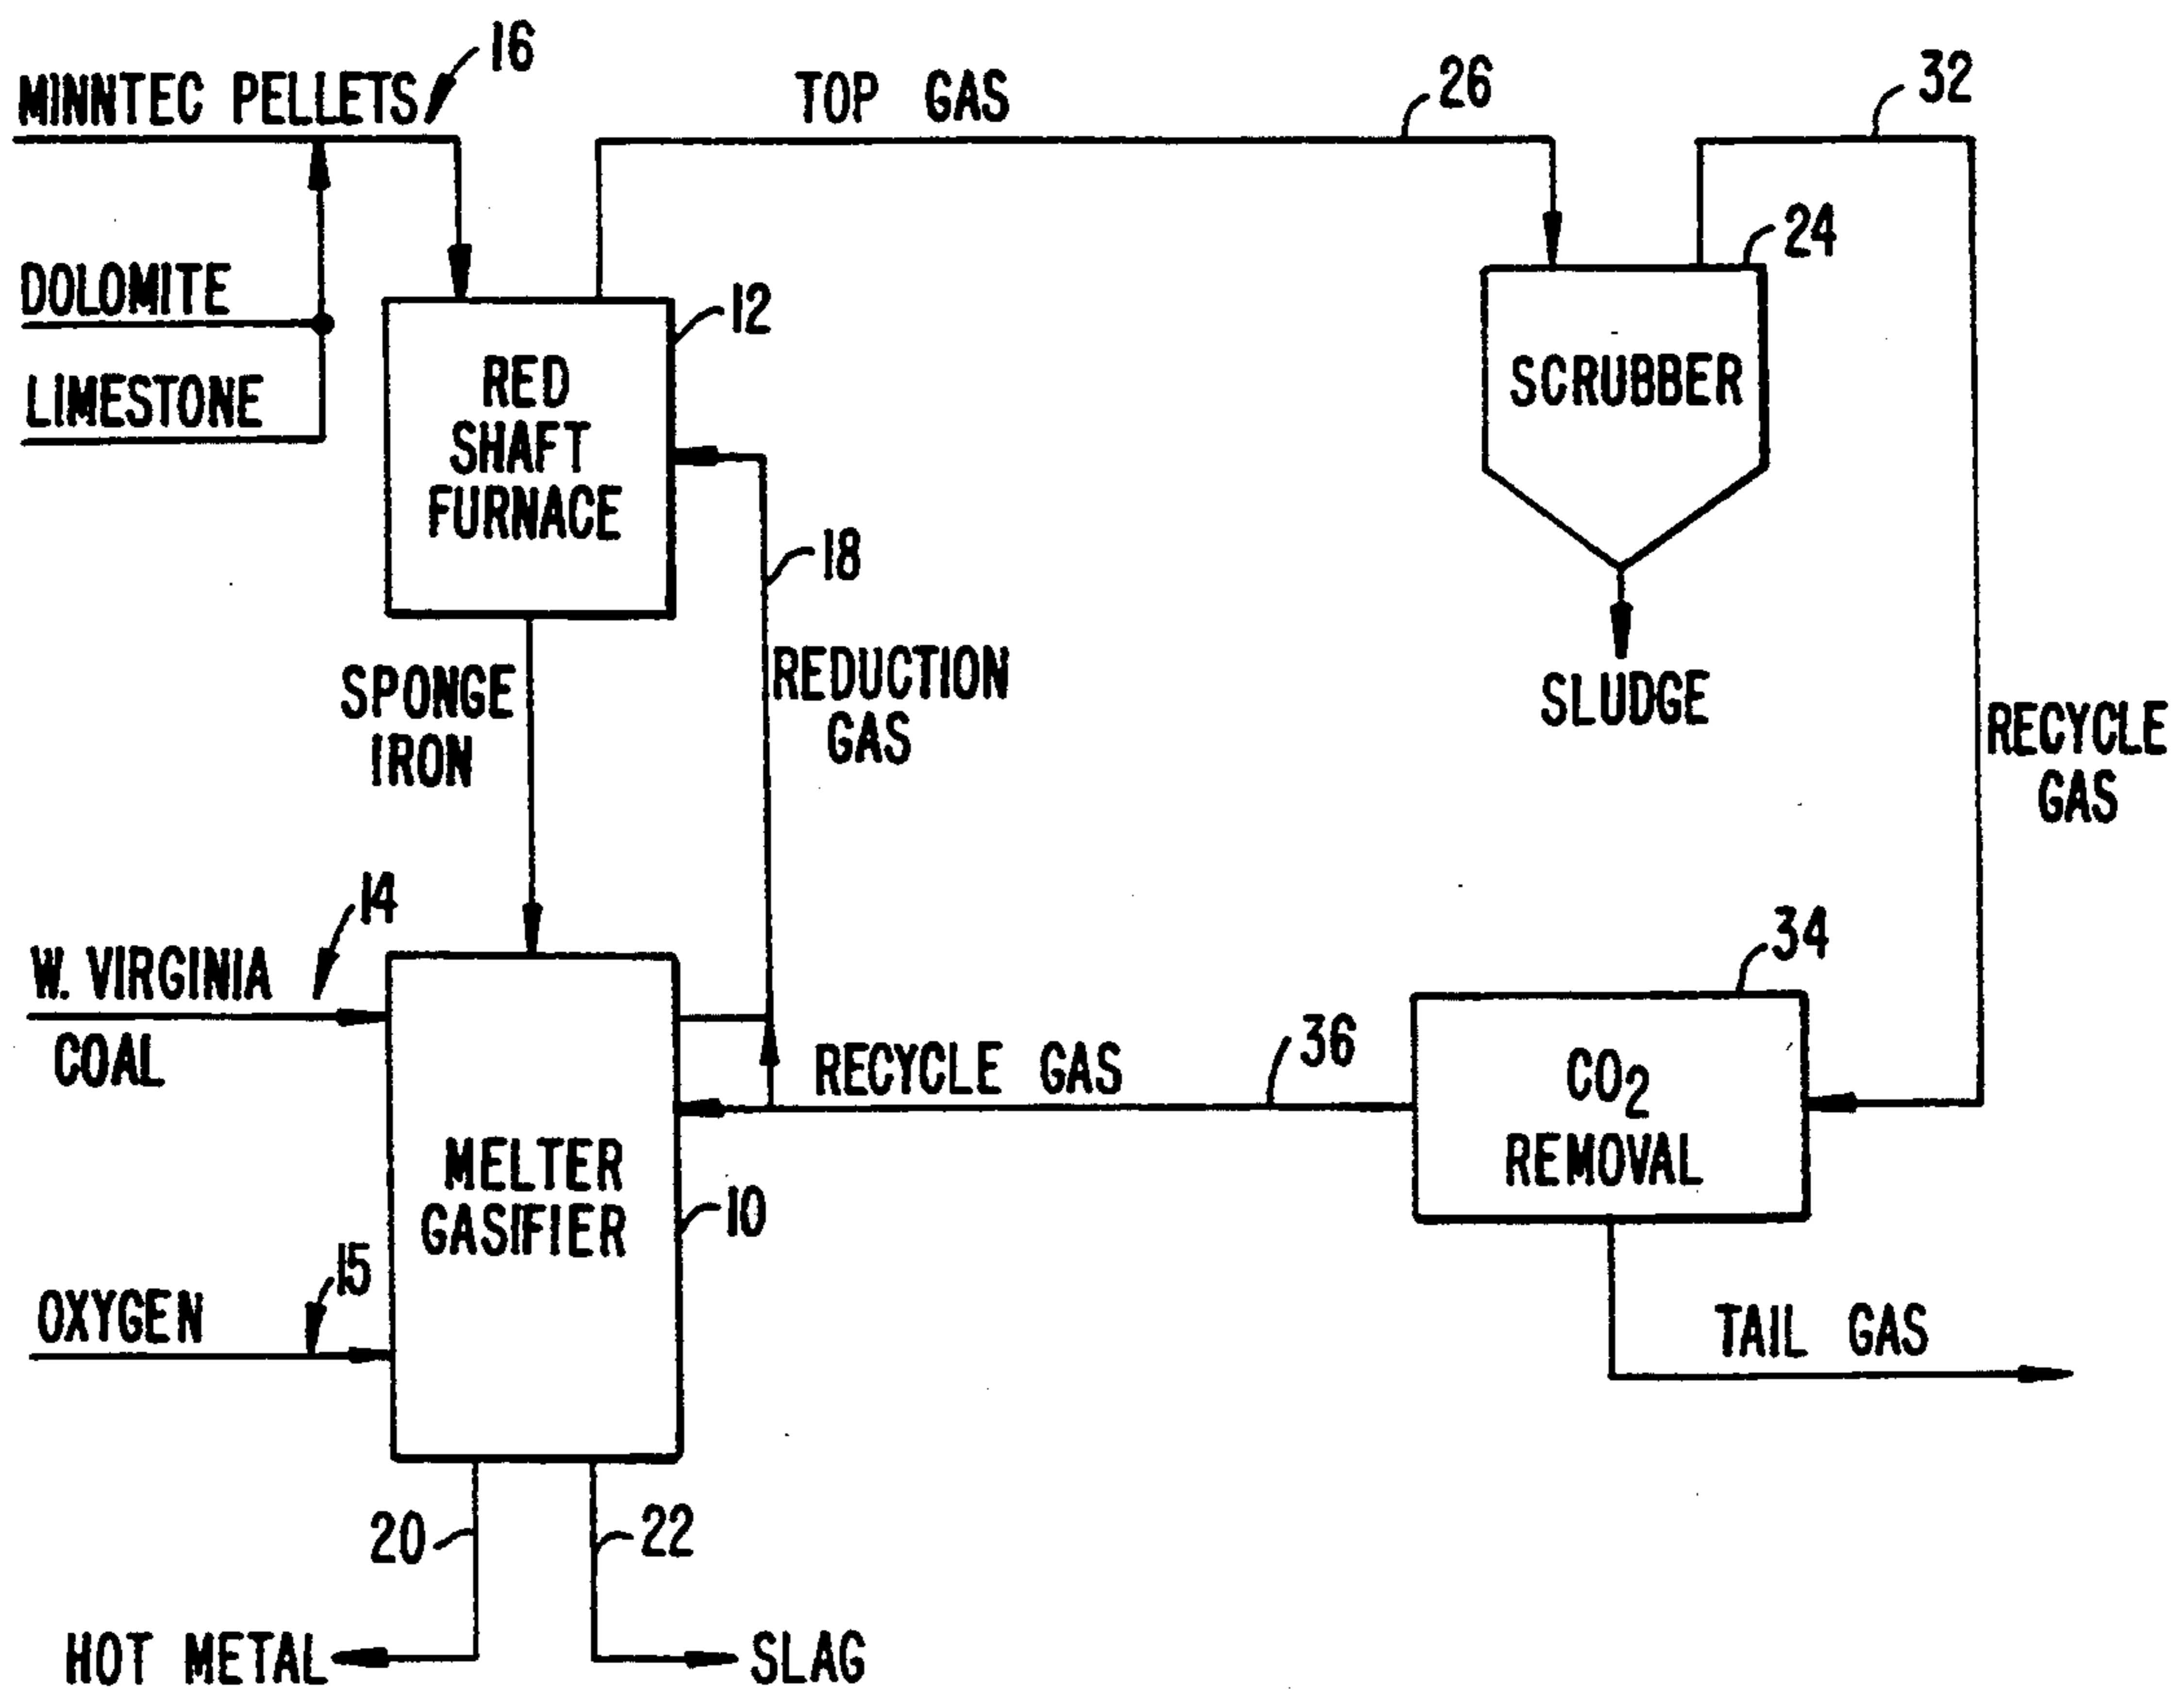 16
MINNTEC PELLETS
TOP GAS
26
32
DOLOMITE
LIMESTONE
12
RED
SHAFT
FURNACE
24
SCRUBBER
18
SLUDGE
SPONGE
IRON
REDUCTION
GAS
RECYCLE
GAS
14
W. VIRGINIA
COAL
34
CO2
REMOVAL
36
RECYCLE GAS
MELTER
GASIFIER
10
15
OXYGEN
TAIL GAS
20
22
HOT METAL
SLAG